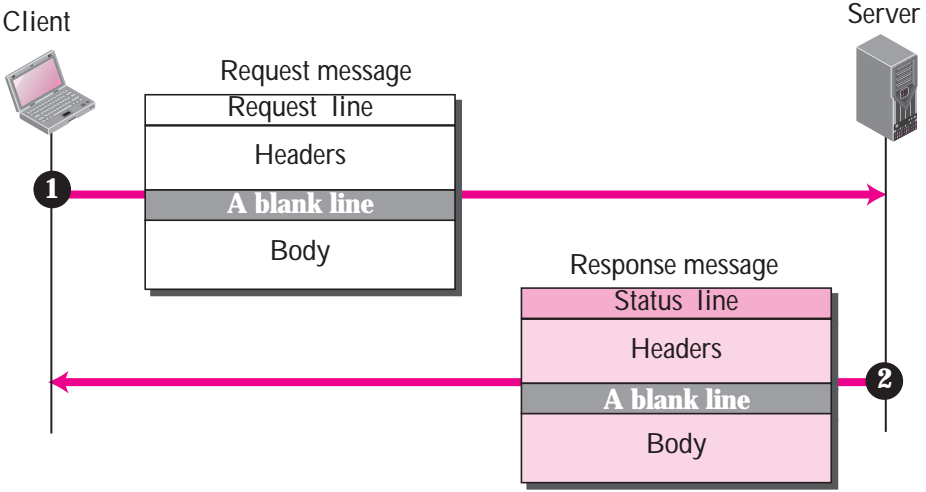 Client
Server
Request message
Request line
Headers
1
A blank line
Body
Response message
Status line
Headers
2
A blank line
Body